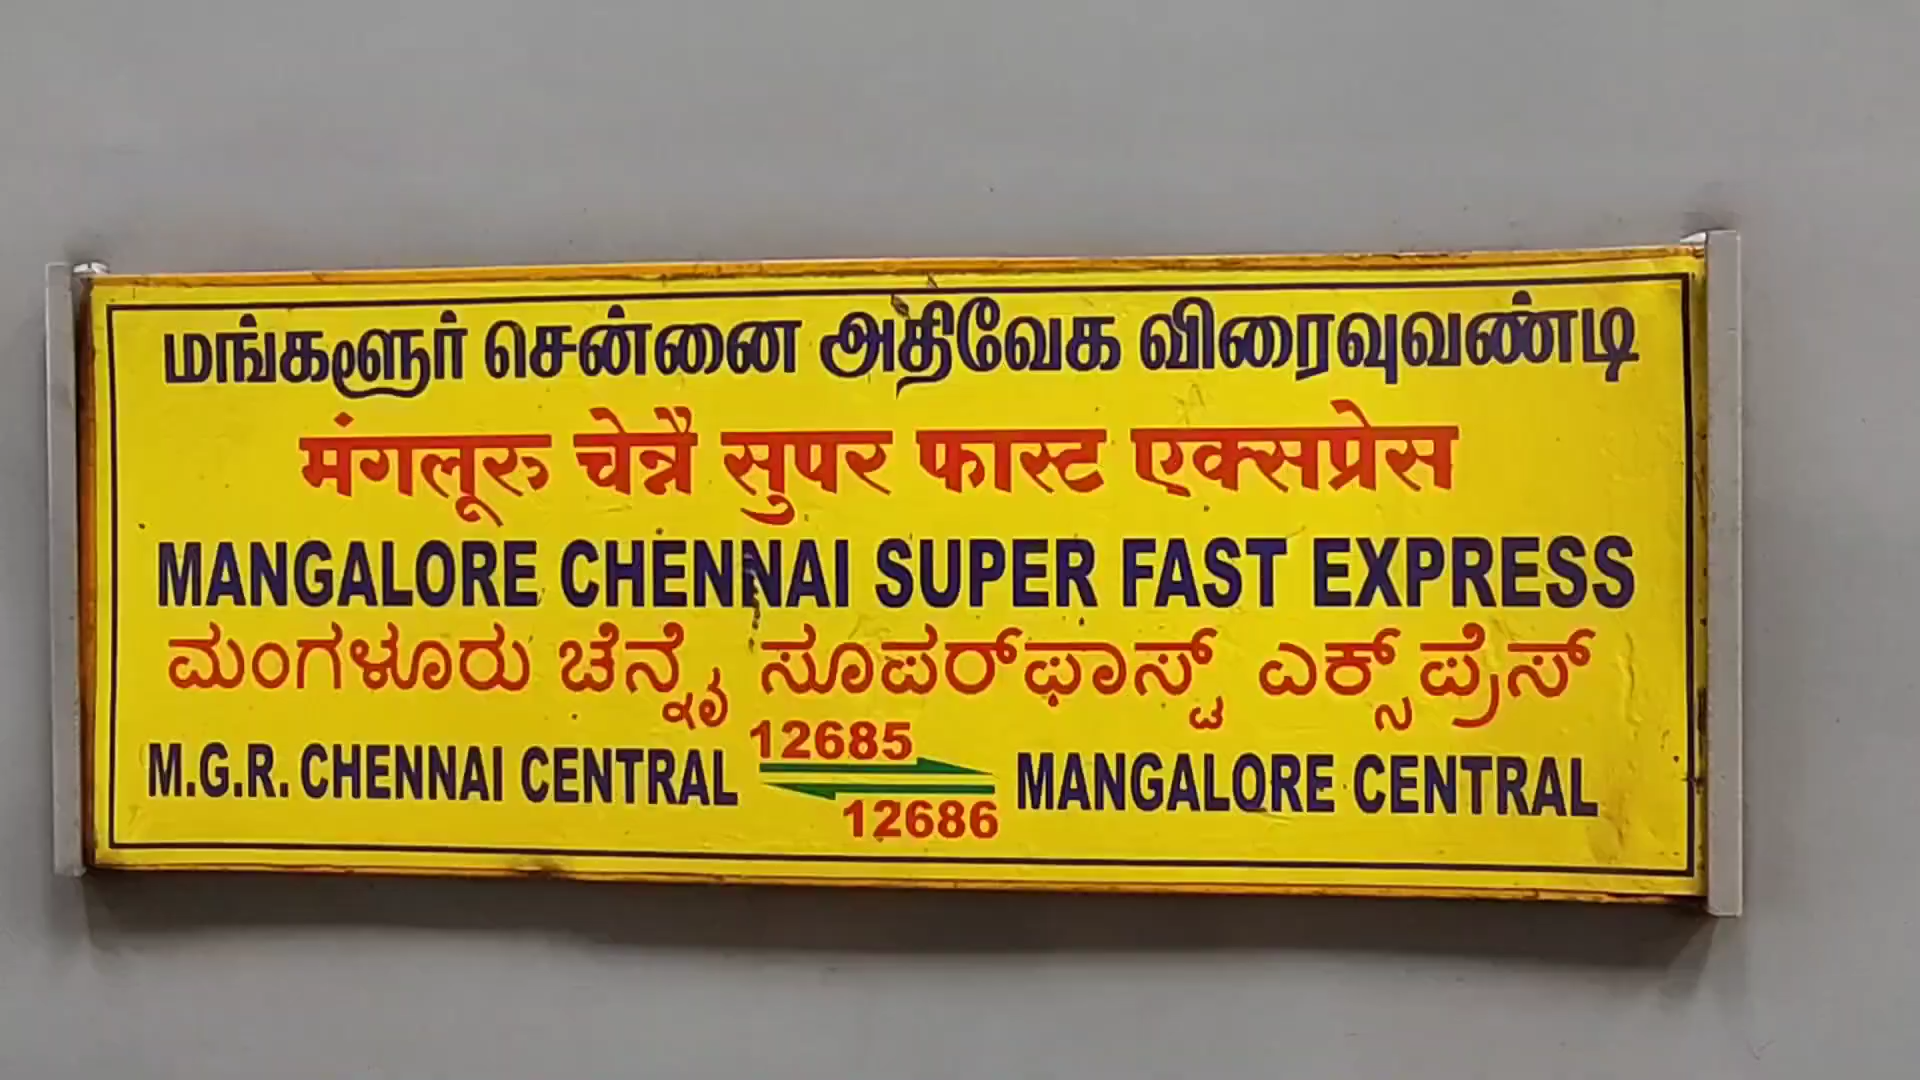 மங்களூர் சென்னை அதிவேக விரைவுவண்டி
मंगलूरु चेन्नै सुपर फास्ट एक्सप्रेस
MANGALORE CHENNAI SUPER FAST EXPRESS
ಮಂಗಳೂರು ಚೆನ್ನೈ ಸೂಪರ್‌ಫಾಸ್ಟ್ ಎಕ್ಸ್‌ಪ್ರೆಸ್
12685
M.G.R. CHENNAI CENTRAL MANGALORE CENTRAL
12686